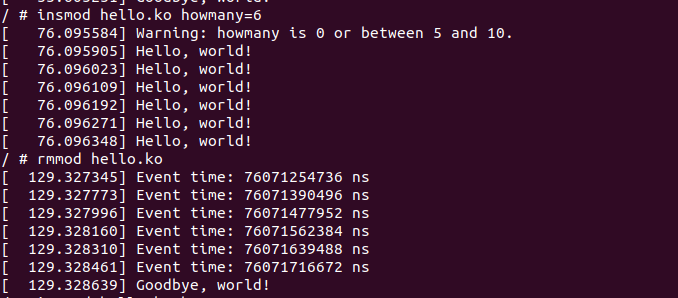 [   55.005251] Goodbye, world!
/ # insmod hello.ko howmany=6
[   76.095584] Warning: howmany is 0 or between 5 and 10.
[   76.095905] Hello, world!
[   76.096023] Hello, world!
[   76.096109] Hello, world!
[   76.096192] Hello, world!
[   76.096271] Hello, world!
[   76.096348] Hello, world!
/ # rmmod hello.ko
[  129.327345] Event time: 76071254736 ns
[  129.327773] Event time: 76071390496 ns
[  129.327996] Event time: 76071477952 ns
[  129.328160] Event time: 76071562384 ns
[  129.328310] Event time: 76071639488 ns
[  129.328461] Event time: 76071716672 ns
[  129.328639] Goodbye, world!